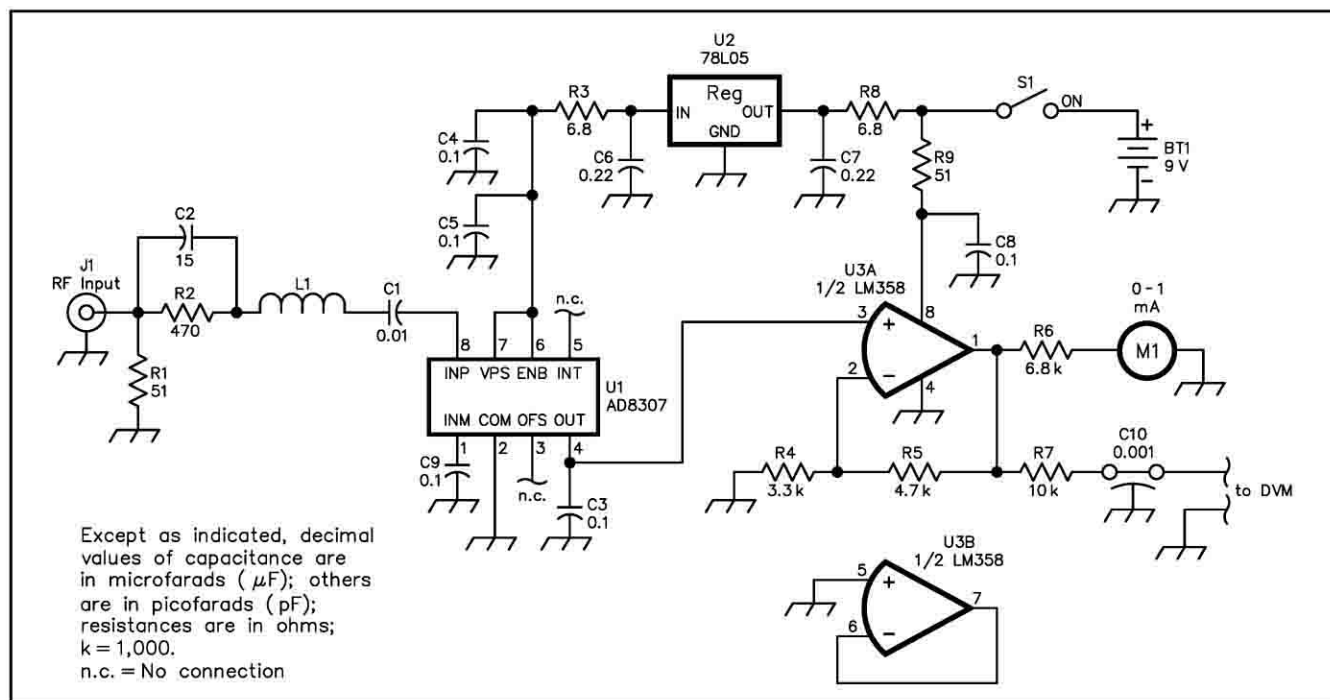 U2
78L05
Reg
IN
OUT
GND
R3
6.8
R8
6.8
S1
ON
C4
0.1
C6
0.22
C7
0.22
R9
51
+
BT1
9 V
-
C5
0.1
C2
15
J1
RF Input
R2
470
L1
C1
0.01
R1
51
n.c.
8
7
6
5
INP VPS ENB INT
INM COM OFS OUT
U1
AD8307
1
2
3
4
C9
0.1
n.c.
C3
0.1
C8
0.1
U3A
1/2 LM358
3
+
8
2
−
4
1
R6
6.8 k
0 - 1
mA
M1
R4
3.3 k
R5
4.7 k
R7
10 k
C10
0.001
to DVM
U3B
1/2 LM358
5
+
6
−
7
Except as indicated, decimal
values of capacitance are
in microfarads ( μF); others
are in picofarads ( pF);
resistances are in ohms;
k = 1,000.
n.c. = No connection